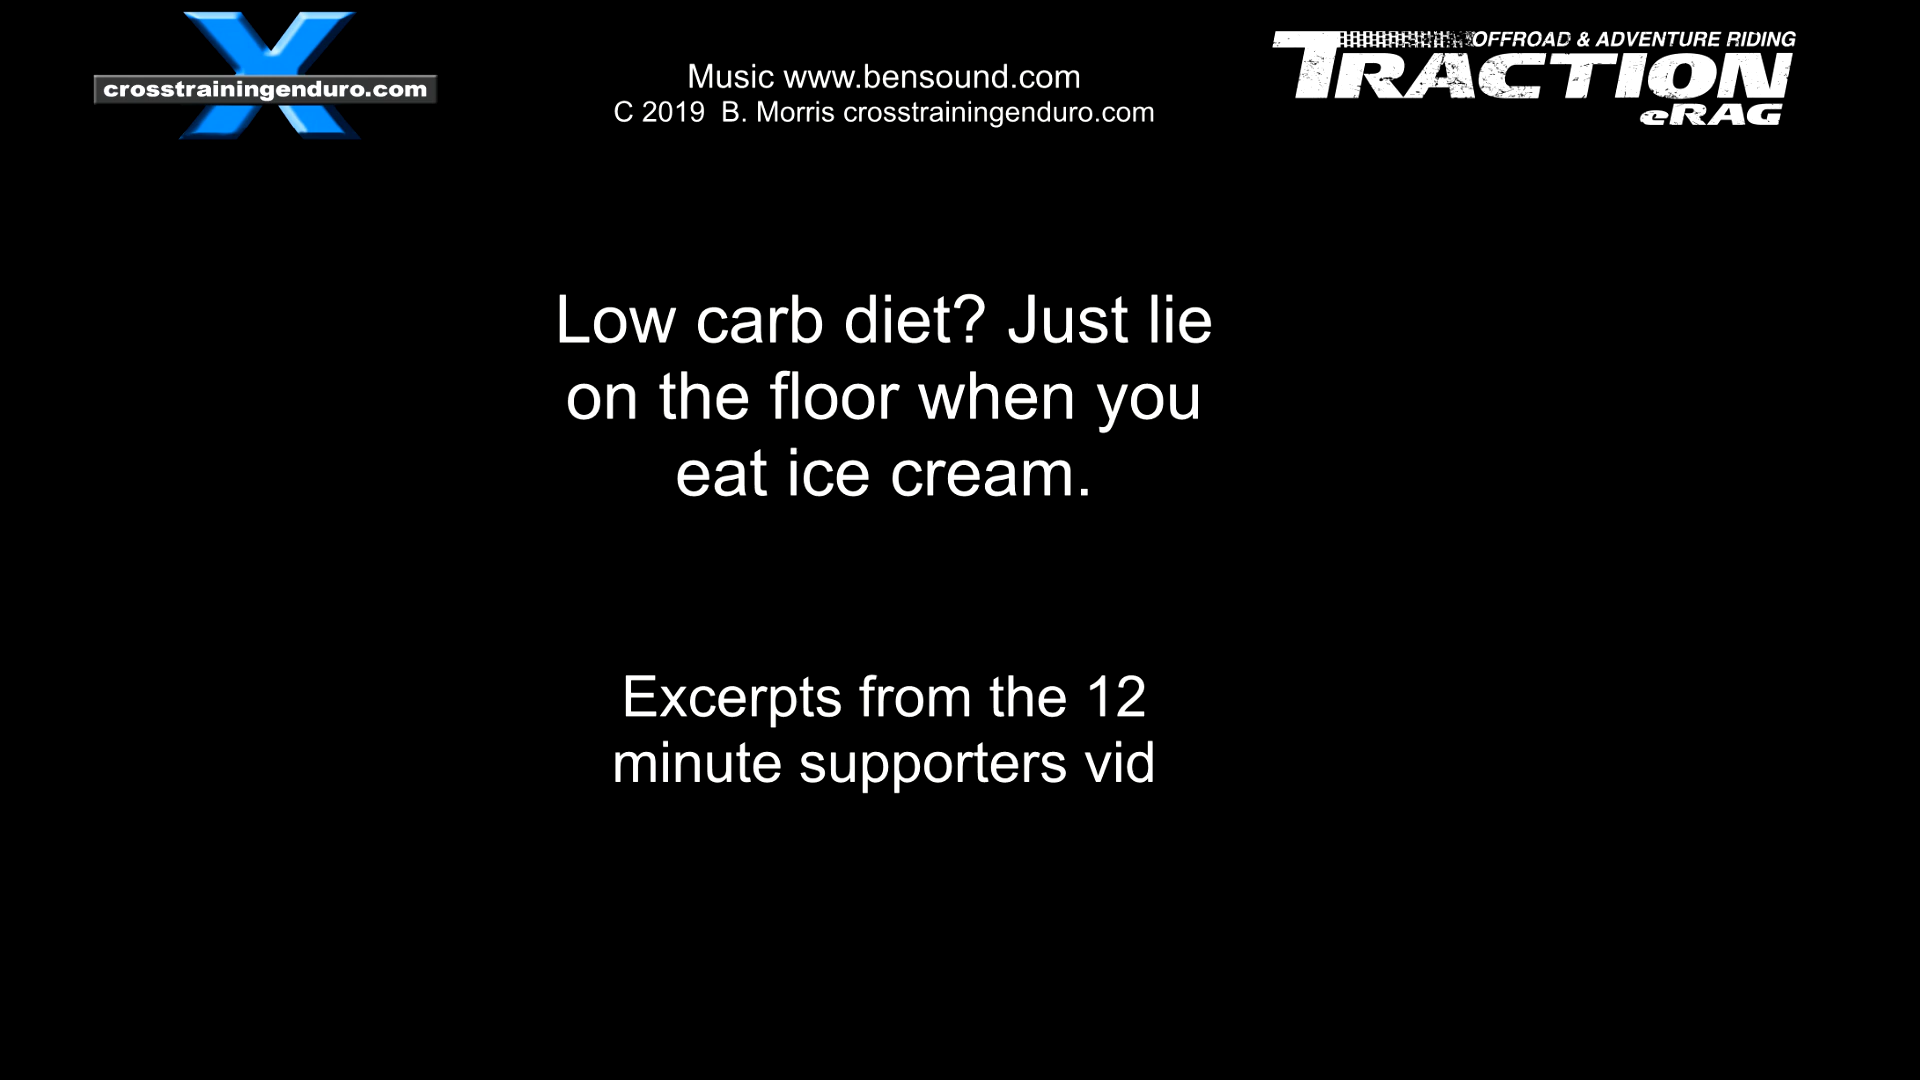 crosstrainingenduro.com
Music www.bensound.com
C 2019  B. Morris crosstrainingenduro.com
OFFROAD & ADVENTURE RIDING
TRACTION
eRAG
Low carb diet? Just lie
on the floor when you
eat ice cream.
Excerpts from the 12
minute supporters vid